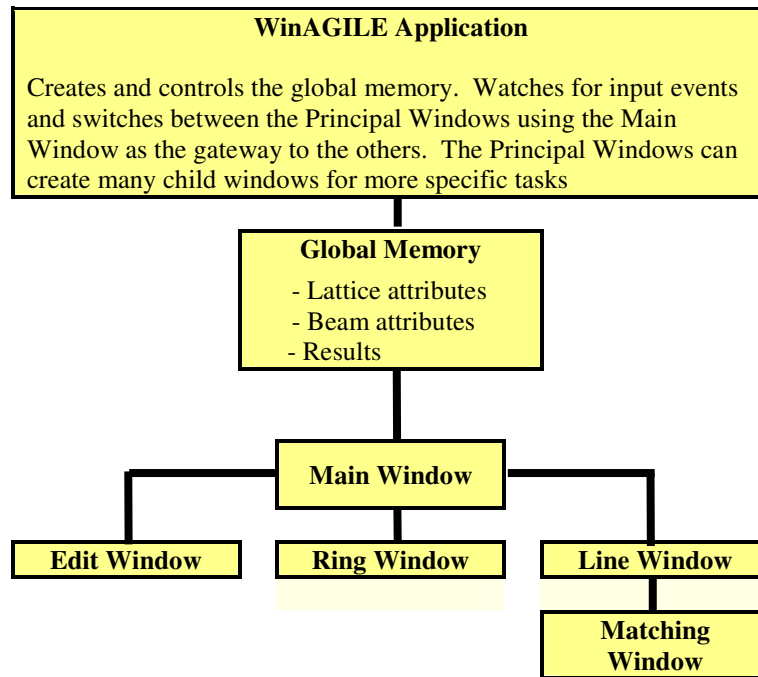 WinAGILE Application
Creates and controls the global memory.  Watches for input events
and switches between the Principal Windows using the Main
Window as the gateway to the others.  The Principal Windows can
create many child windows for more specific tasks
Global Memory
- Lattice attributes
- Beam attributes
- Results
Main Window
Edit Window
Ring Window
Line Window
Matching
Window